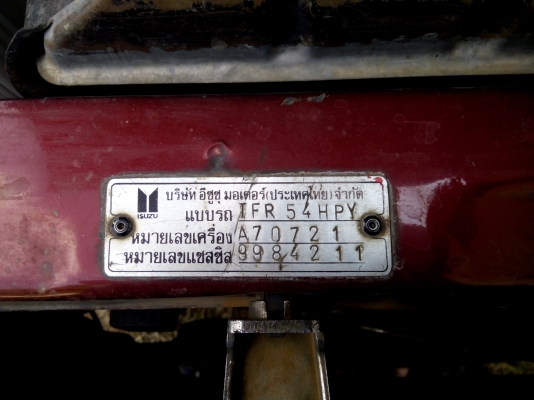 บริษัท อีซูซุ มอเตอร์(ประเทศไทย)จำกัด
ISUZU
แบบรถ TFR 54HPY
หมายเลขเครื่อง A70721
หมายเลขแชสซิส 9984211